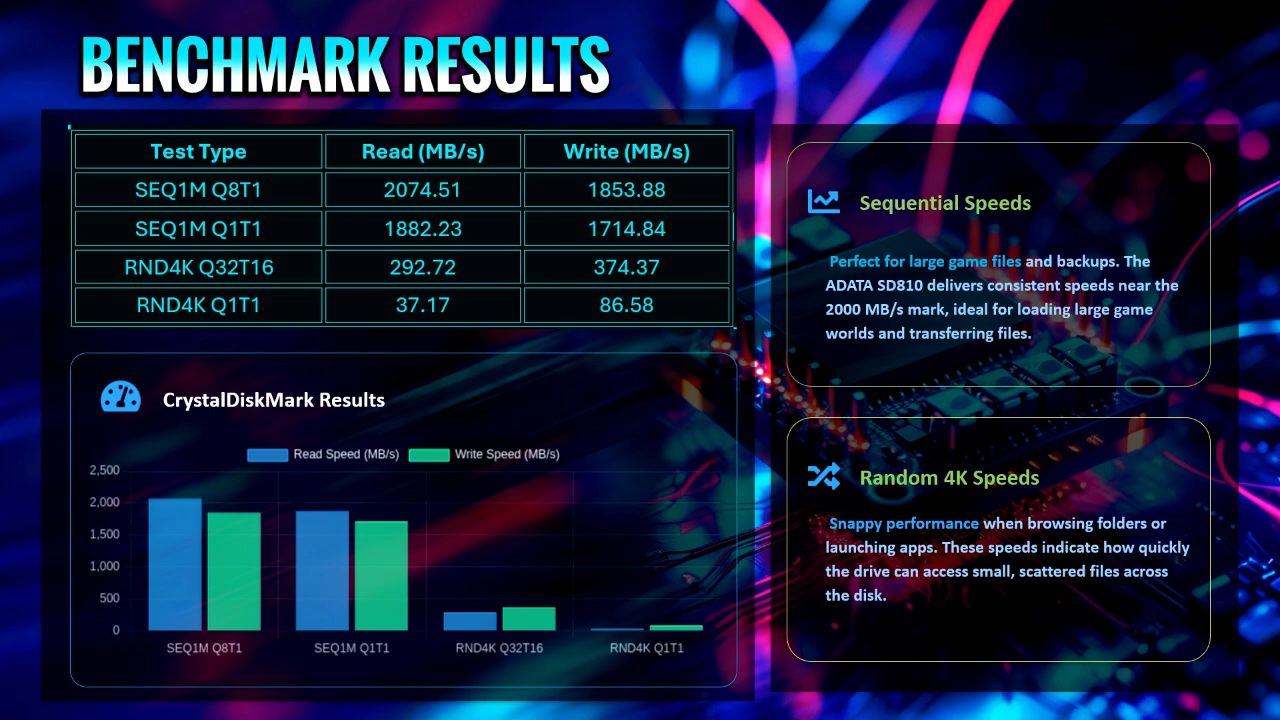 BENCHMARK RESULTS
Test Type Read (MB/s) Write (MB/s)
SEQ1M Q8T1 2074.51 1853.88
SEQ1M Q1T1 1882.23 1714.84
RND4K Q32T16 292.72 374.37
RND4K Q1T1 37.17 86.58
CrystalDiskMark Results
Read Speed (MB/s) Write Speed (MB/s)
2,500
2,000
1,500
1,000
500
0
SEQ1M Q8T1 SEQ1M Q1T1 RND4K Q32T16 RND4K Q1T1
Sequential Speeds
Perfect for large game files and backups. The
ADATA SD810 delivers consistent speeds near the
2000 MB/s mark, ideal for loading large game
worlds and transferring files.
Random 4K Speeds
Snappy performance when browsing folders or
launching apps. These speeds indicate how quickly
the drive can access small, scattered files across
the disk.